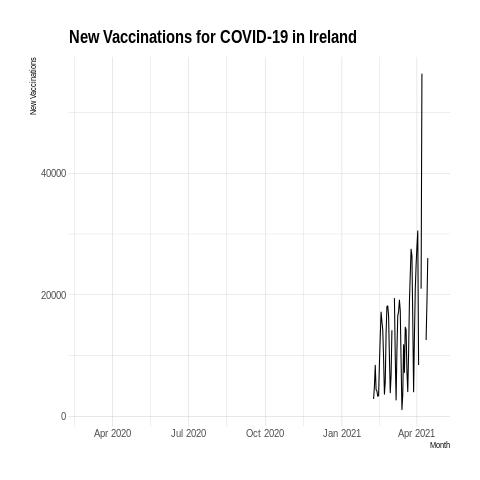 New Vaccinations for COVID-19 in Ireland
New Vaccinations
40000
20000
0
Apr 2020 Jul 2020 Oct 2020 Jan 2021 Apr 2021
Month